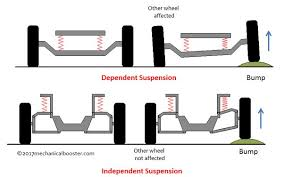 Other wheel
affected
Dependent Suspension
Bump
©2017mechanicalbooster.com
Other wheel
not affected
Bump
Independent Suspension